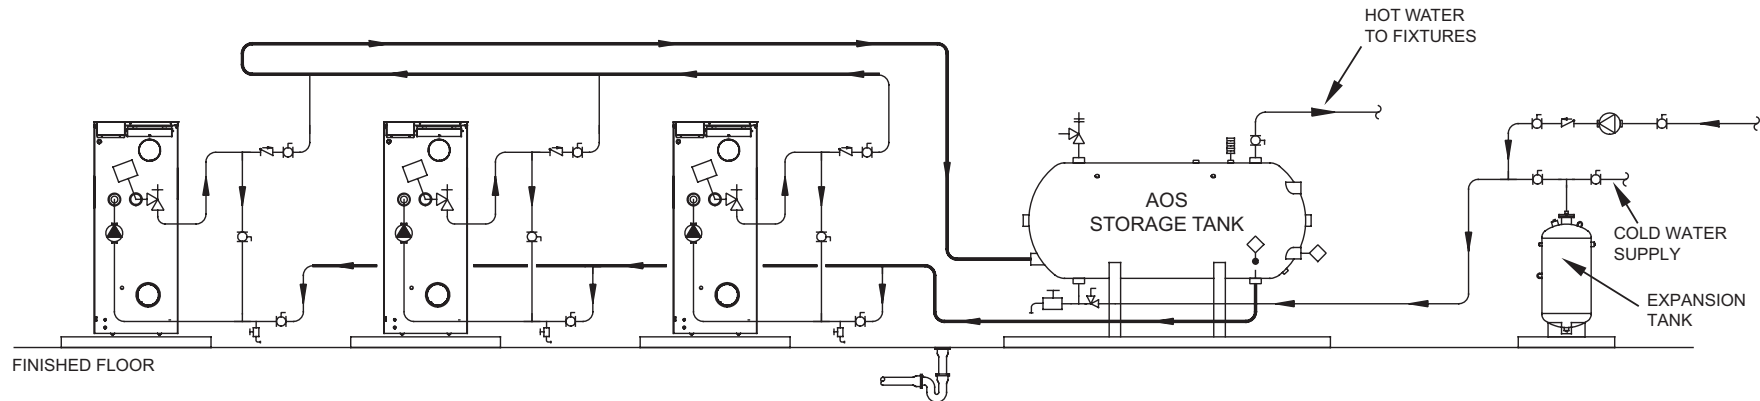 HOT WATER
TO FIXTURES
AOS
STORAGE TANK
COLD WATER
SUPPLY
EXPANSION
TANK
FINISHED FLOOR